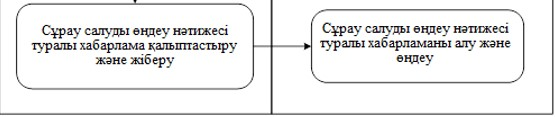 Сұрау салуды өңдеу нәтижесі
туралы хабарлама қалыптастыру
және жіберу
Сұрау салуды өңдеу нәтижесі
туралы хабарламаны алу және
өңдеу